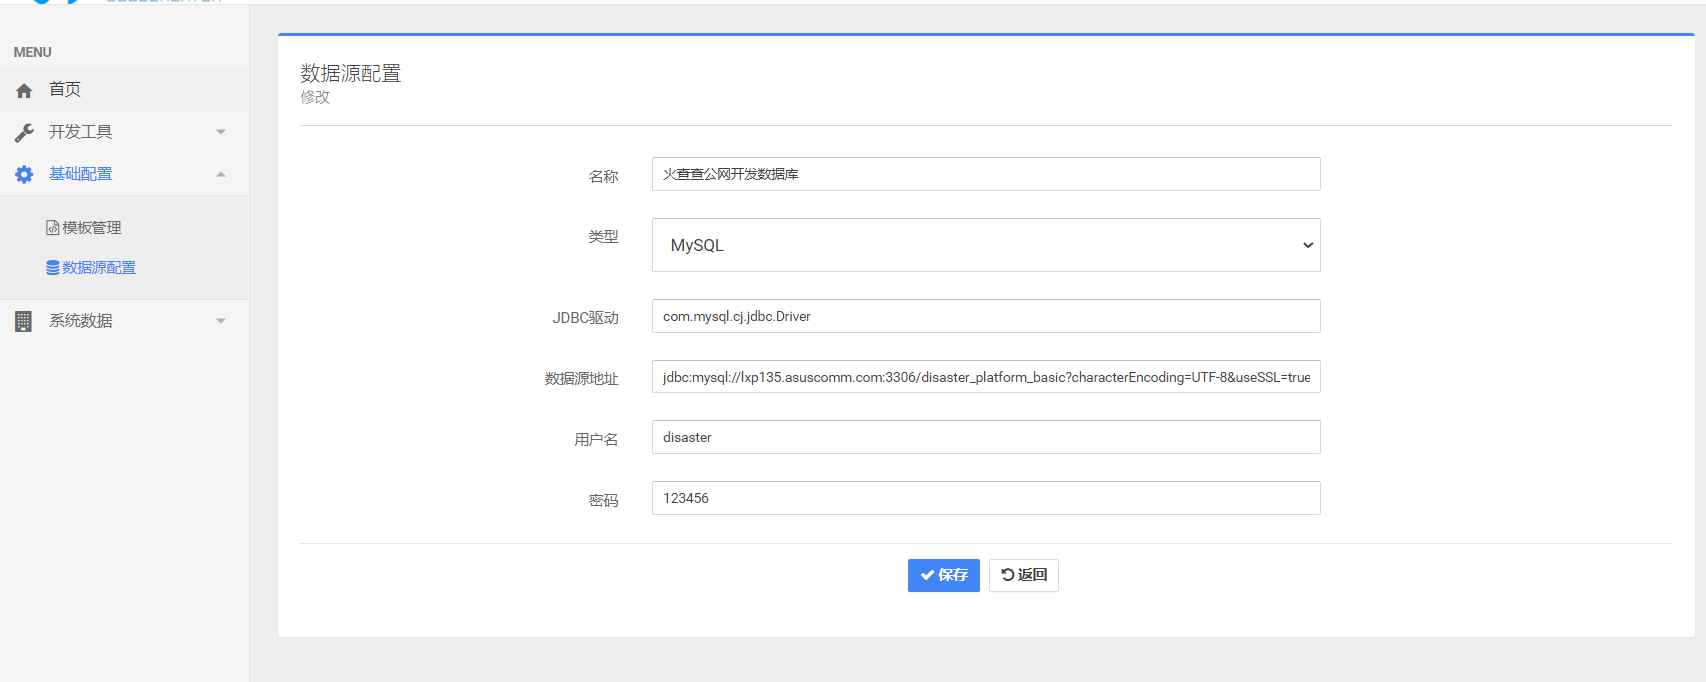 MENU
首页
开发工具
基础配置
模板管理
数据源配置
系统数据
数据源配置
修改
名称
火查查公网开发数据库
类型
MySQL
JDBC驱动
com.mysql.cj.jdbc.Driver
数据源地址
jdbc:mysql://lxp135.asuscomm.com:3306/disaster_platform_basic?characterEncoding=UTF-8&useSSL=true
用户名
disaster
密码
123456
保存
返回